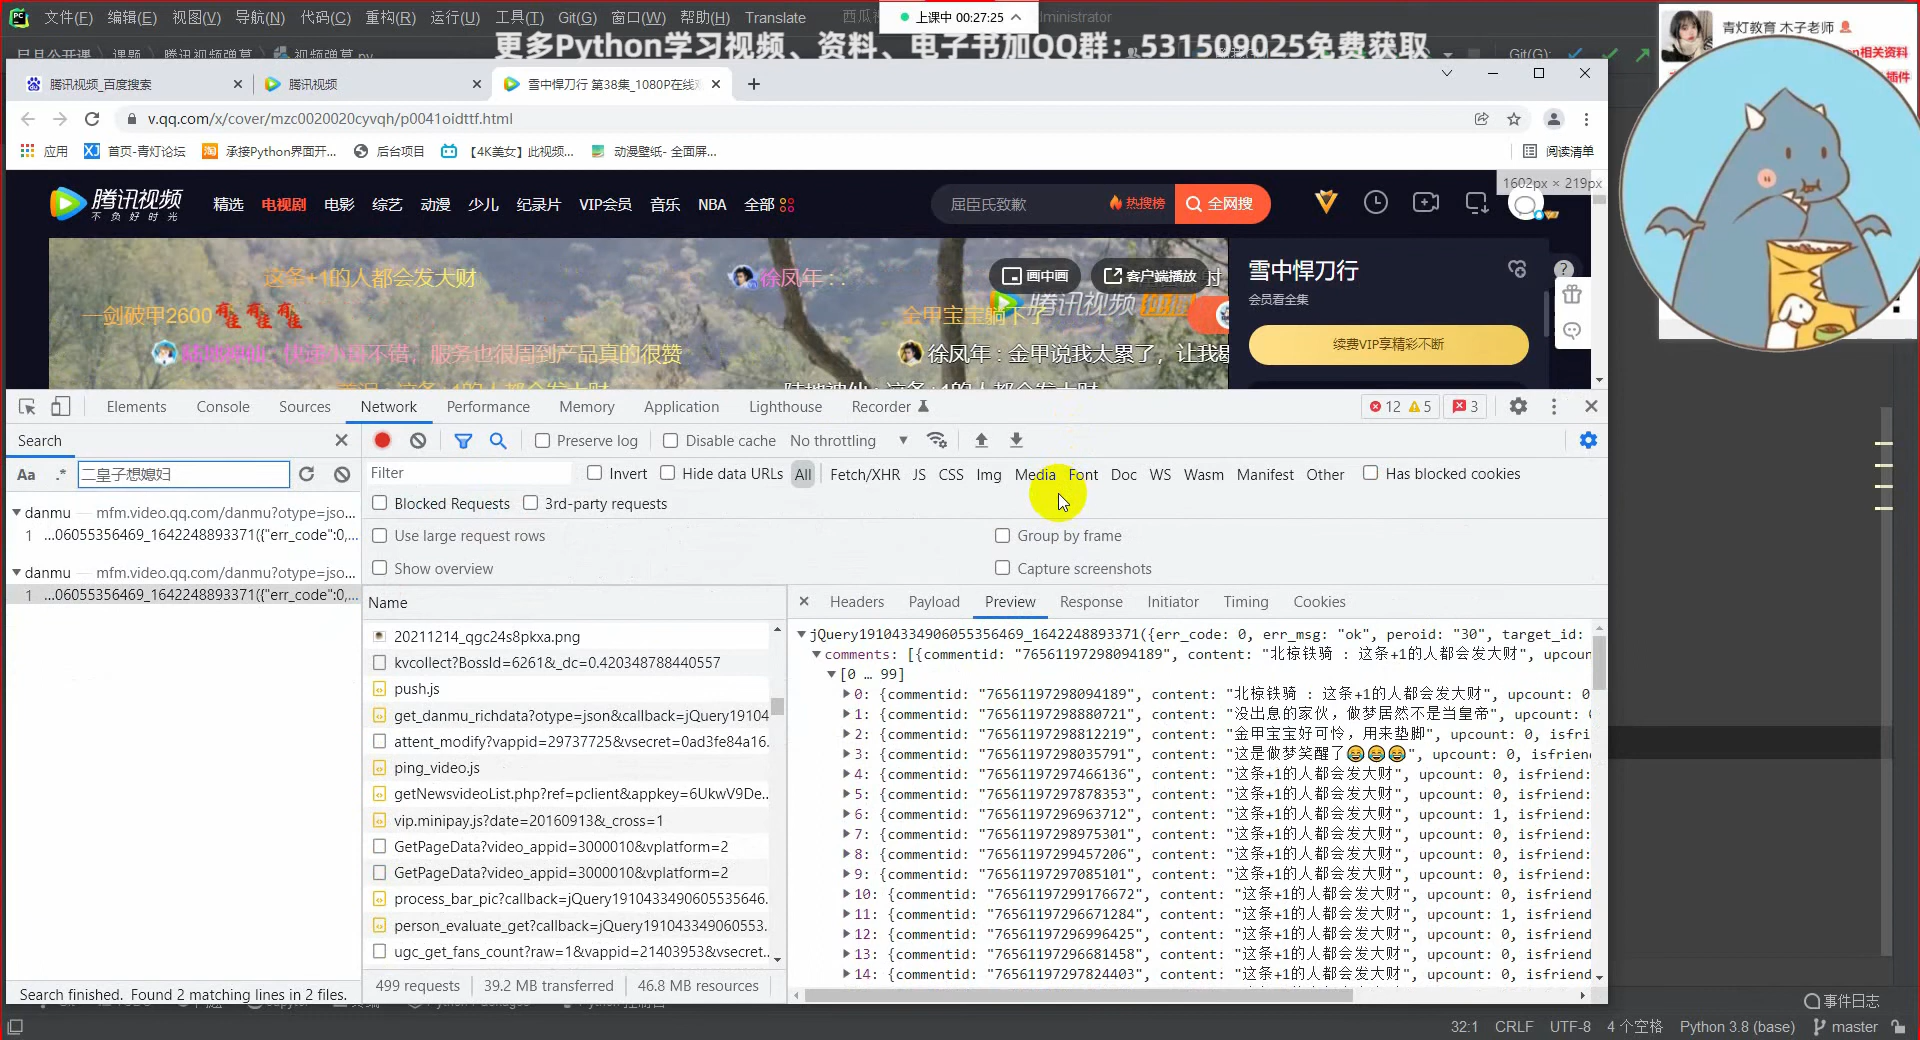 文件(F) 编辑(E) 视图(V) 导航(N) 代码(C) 重构(R) 运行(U) 工具(T) Git(G) 窗口(W) 帮助(H) Translate
上课中 00:27:25
更多Python学习视频、资料、电子书加QQ群：531509025免费获取
Git(G):
青灯教育 木子老师
腾讯视频_百度搜索
腾讯视频
雪中悍刀行 第38集_1080P在线
v.qq.com/x/cover/mzc0020020cyvqh/p0041oidttf.html
应用 首页-青灯论坛 承接Python界面开... 后台项目 【4K美女】此视频... 动漫壁纸- 全面屏... 阅读清单
1602px × 219px
腾讯视频
不负好时光
精选 电视剧 电影 综艺 动漫 少儿 纪录片 VIP会员 音乐 NBA 全部
屈臣氏致歉 热搜榜 全网搜
这条+1的人都会发大财
徐凤年：
画中画 客户端播放
雪中悍刀行
会员看全集
一剑破甲2600
金甲宝宝躺下了
腾讯视频
徐凤年：金甲说我太累了，让我
续费VIP享精彩不断
Elements Console Sources Network Performance Memory Application Lighthouse Recorder 12 5 3
Search
Preserve log Disable cache No throttling
Aa .* 二皇子想媳妇
Filter Invert Hide data URLs All Fetch/XHR JS CSS Img Media Font Doc WS Wasm Manifest Other Has blocked cookies
Blocked Requests 3rd-party requests
Use large request rows Group by frame
Show overview Capture screenshots
danmu — mfm.video.qq.com/danmu?otype=jso...
1 ...06055356469_1642248893371({"err_code":0,...
danmu — mfm.video.qq.com/danmu?otype=jso...
1 ...06055356469_1642248893371({"err_code":0,...
Search finished. Found 2 matching lines in 2 files.
Name
20211214_qgc24s8pkxa.png
kvcollect?BossId=6261&_dc=0.420348788440557
push.js
get_danmu_richdata?otype=json&callback=jQuery19104
attent_modify?vappid=29737725&vsecret=0ad3fe84a16.
ping_video.js
getNewsvideoList.php?ref=pclient&appkey=6UkwV9De..
vip.minipay.js?date=20160913&_cross=1
GetPageData?video_appid=3000010&vplatform=2
GetPageData?video_appid=3000010&vplatform=2
process_bar_pic?callback=jQuery1910433490605535646.
person_evaluate_get?callback=jQuery191043349060553.
ugc_get_fans_count?raw=1&vappid=21403953&vsecret..
499 requests 39.2 MB transferred 46.8 MB resources
Headers Payload Preview Response Initiator Timing Cookies
jQuery19104334906055356469_1642248893371({err_code: 0, err_msg: "ok", peroid: "30", target_id:
comments: [{commentid: "76561197298094189", content: "北椋铁骑 : 这条+1的人都会发大财", upcoun
[0 … 99]
0: {commentid: "76561197298094189", content: "北椋铁骑 : 这条+1的人都会发大财", upcount: 0
1: {commentid: "76561197298880721", content: "没出息的家伙，做梦居然不是当皇帝", upcount: 
2: {commentid: "76561197298812219", content: "金甲宝宝好可怜，用来垫脚", upcount: 0, isfri
3: {commentid: "76561197298035791", content: "这是做梦笑醒了😂😂😂", upcount: 0, isfrien
4: {commentid: "76561197297466136", content: "这条+1的人都会发大财", upcount: 0, isfriend
5: {commentid: "76561197297878353", content: "这条+1的人都会发大财", upcount: 0, isfriend
6: {commentid: "76561197296963712", content: "这条+1的人都会发大财", upcount: 1, isfriend
7: {commentid: "76561197298975301", content: "这条+1的人都会发大财", upcount: 0, isfriend
8: {commentid: "76561197299457206", content: "这条+1的人都会发大财", upcount: 0, isfriend
9: {commentid: "76561197297085101", content: "这条+1的人都会发大财", upcount: 0, isfriend
10: {commentid: "76561197299176672", content: "这条+1的人都会发大财", upcount: 0, isfriend
11: {commentid: "76561197296671284", content: "这条+1的人都会发大财", upcount: 1, isfriend
12: {commentid: "76561197296996425", content: "这条+1的人都会发大财", upcount: 0, isfriend
13: {commentid: "76561197296681458", content: "这条+1的人都会发大财", upcount: 0, isfriend
14: {commentid: "76561197297824403", content: "这条+1的人都会发大财", upcount: 0, isfriend
事件日志
32:1 CRLF UTF-8 4 个空格 Python 3.8 (base) master